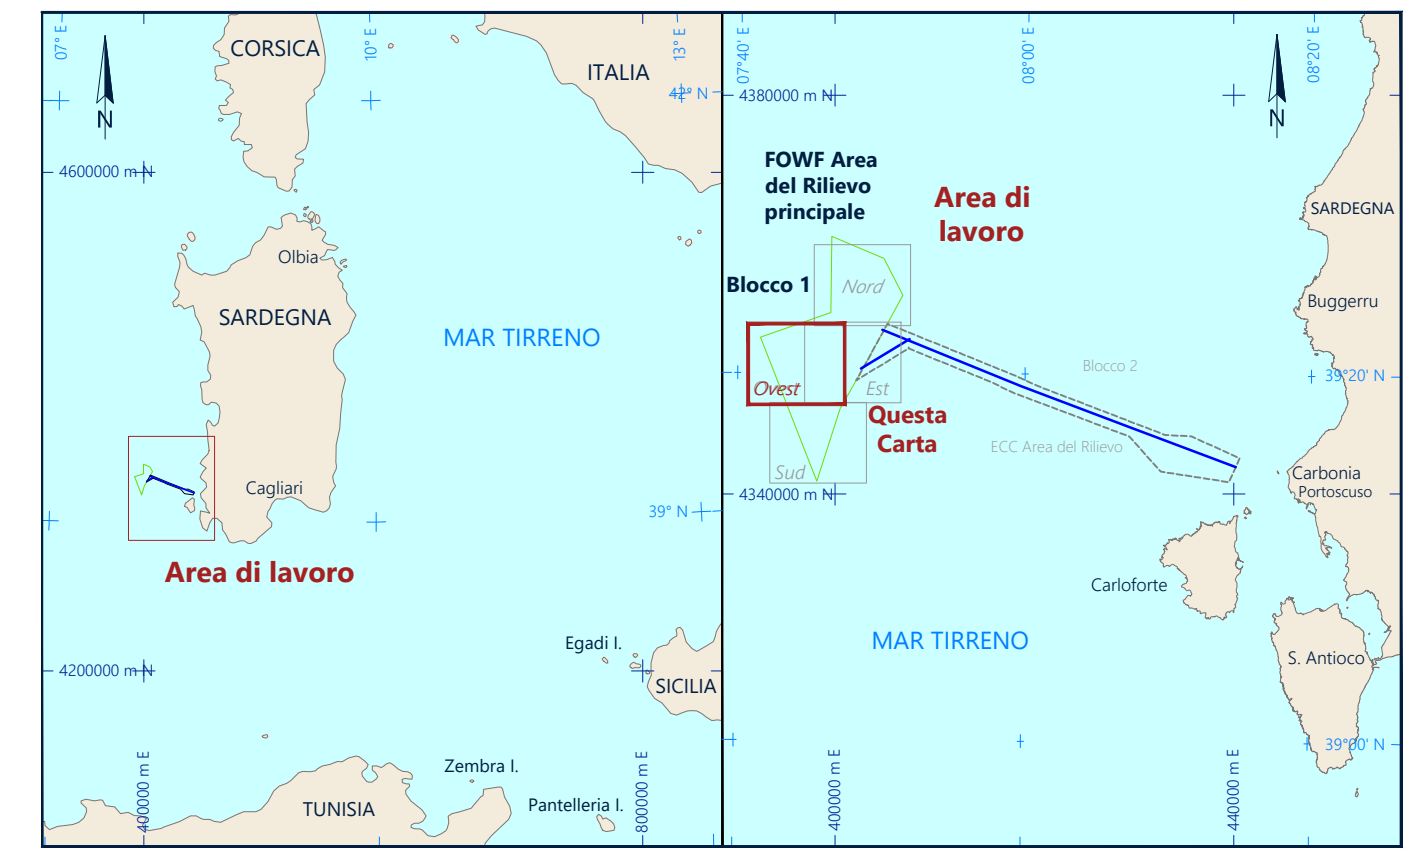 07° E
10° E
13° E
CORSICA
ITALIA
42° N
N
4600000 m N
Olbia
SARDEGNA
MAR TIRRENO
Cagliari
39° N
Area di lavoro
Egadi I.
4200000 m N
SICILIA
400000 m E
800000 m E
Zembra I.
TUNISIA
Pantelleria I.
07°40' E
08°00' E
08°20' E
4380000 m N
N
FOWF Area
del Rilievo
principale
Area di
lavoro
SARDEGNA
Blocco 1
Nord
Buggerru
Blocco 2
39°20' N
Ovest
Est
Questa
Carta
ECC Area del Rilievo
Sud
Carbonia
Portoscuso
4340000 m N
Carloforte
MAR TIRRENO
S. Antioco
39°00' N
400000 m E
440000 m E